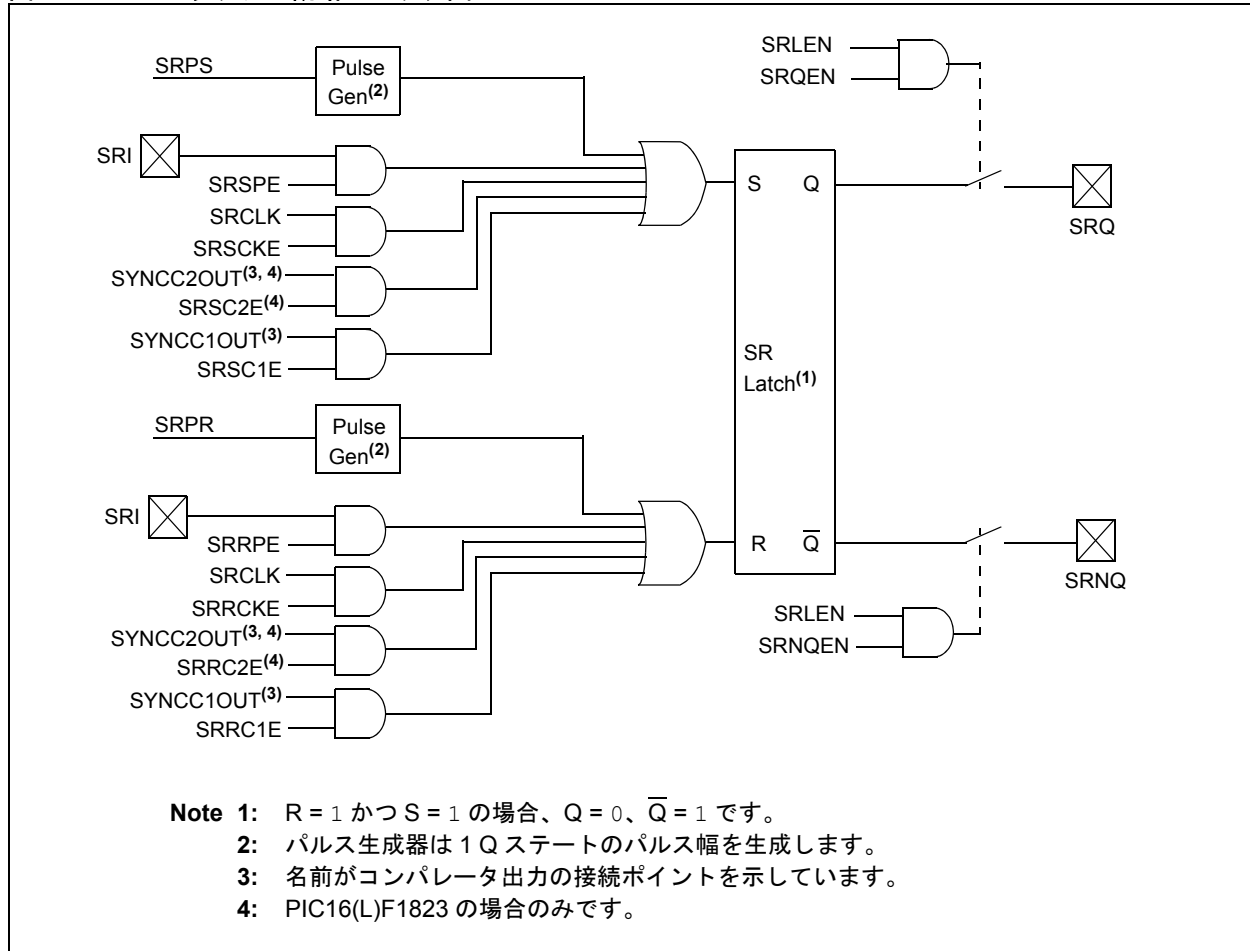 SRPS
Pulse
Gen(2)
SRLEN
SRQEN
SRI
SRSPE
SRCLK
SRSCKE
SYNCC2OUT(3, 4)
SRSC2E(4)
SYNCC1OUT(3)
SRSC1E
S Q
SRQ
SR
Latch(1)
SRPR
Pulse
Gen(2)
SRI
SRRPE
SRCLK
SRRCKE
SYNCC2OUT(3, 4)
SRRC2E(4)
SYNCC1OUT(3)
SRRC1E
R Q̅
SRNQ
SRLEN
SRNQEN
Note 1: R = 1 かつ S = 1 の場合、Q = 0、Q̅ = 1 です。
2: パルス生成器は 1 Q ステートのパルス幅を生成します。
3: 名前がコンパレータ出力の接続ポイントを示しています。
4: PIC16(L)F1823 の場合のみです。